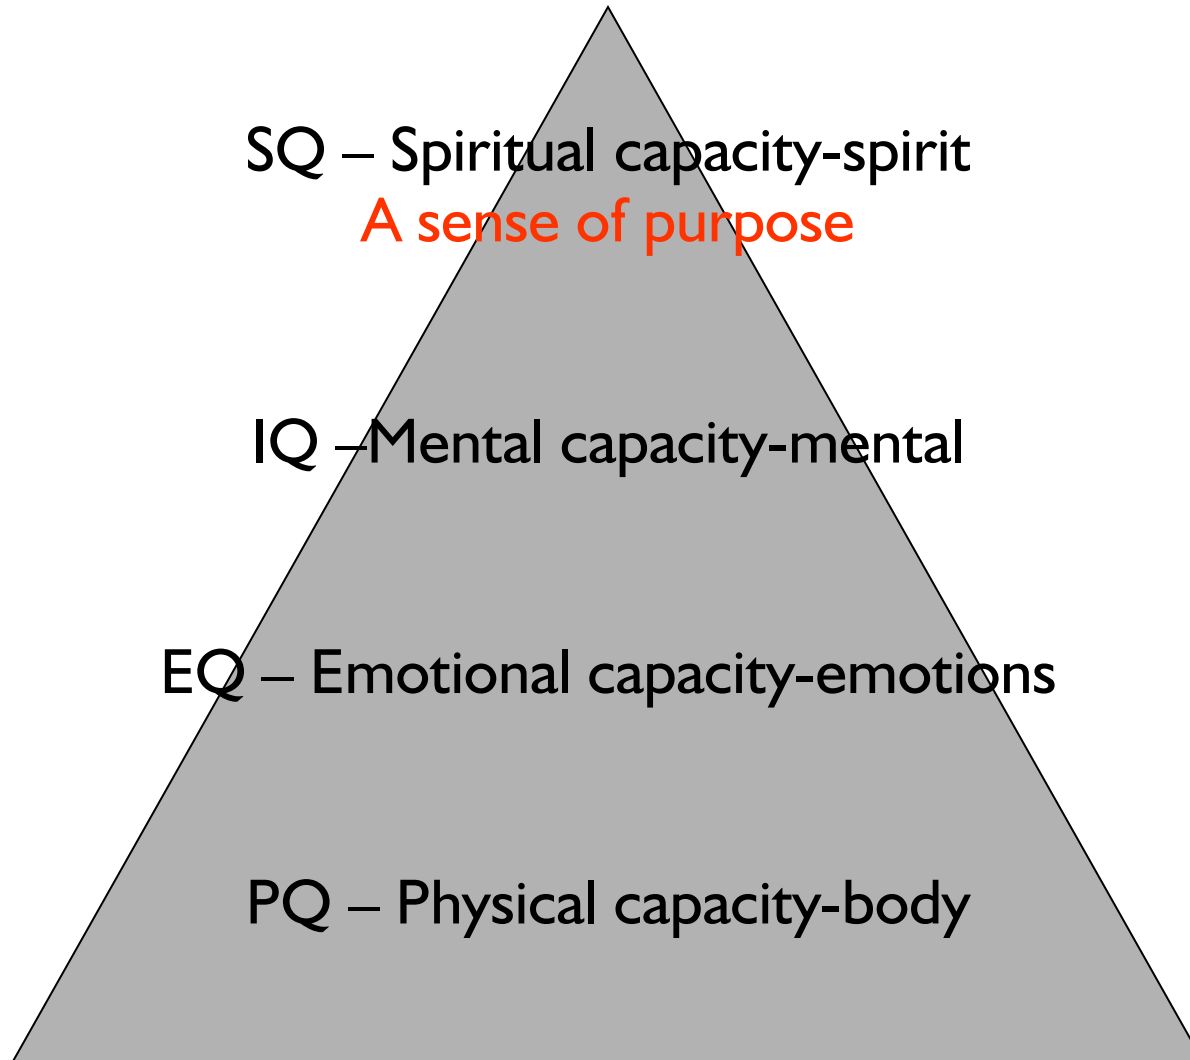 SQ – Spiritual capacity-spirit
A sense of purpose
IQ –Mental capacity-mental
EQ – Emotional capacity-emotions
PQ – Physical capacity-body